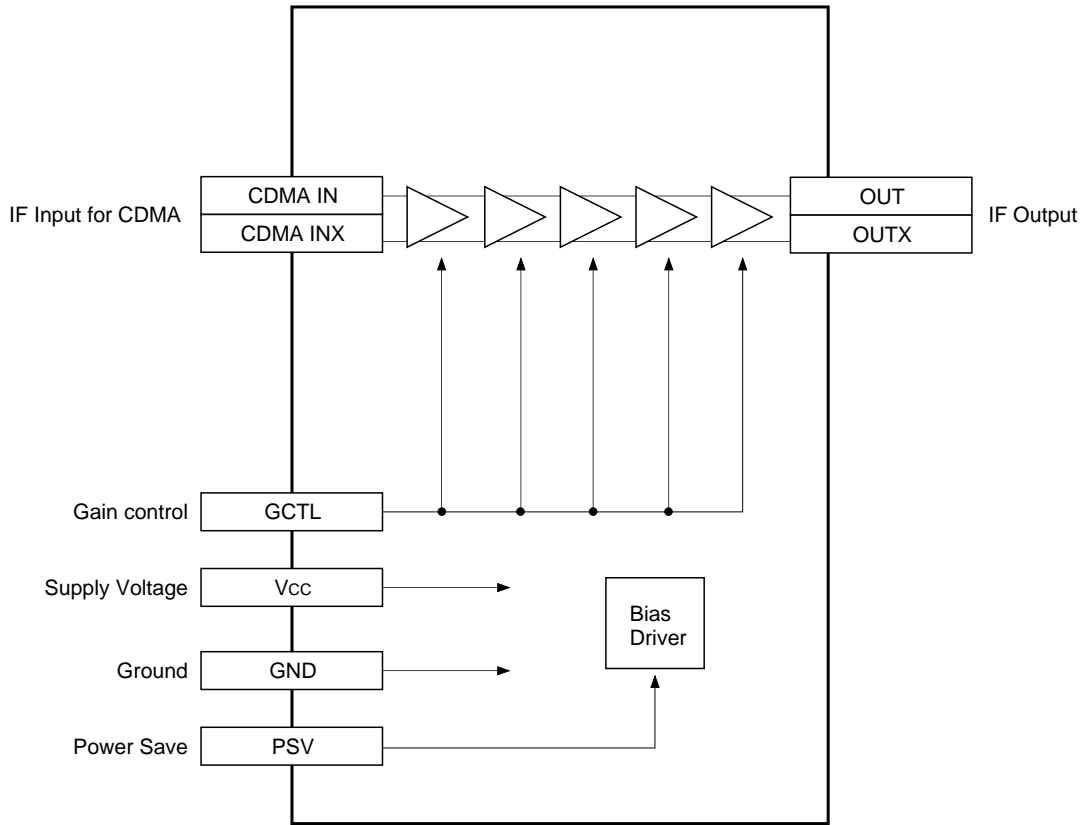 CDMA IN
OUT
IF Input for CDMA
IF Output
CDMA INX
OUTX
Gain control
GCTL
Supply Voltage
VCC
Bias
Driver
Ground
GND
Power Save
PSV